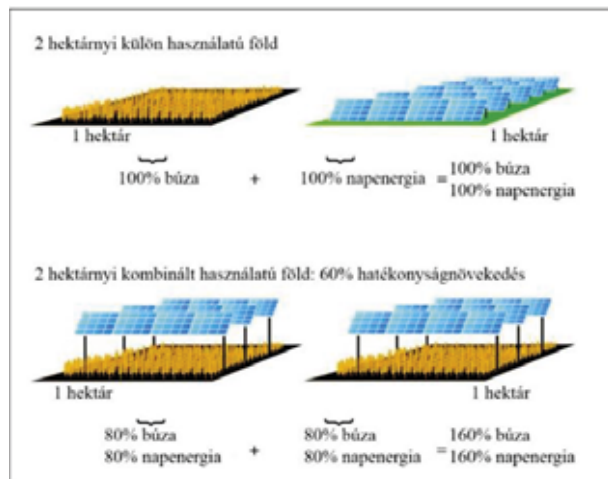 2 hektárnyi külön használatú föld
1 hektár
1 hektár
100% búza + 100% napenergia = 100% búza
100% napenergia
2 hektárnyi kombinált használatú föld: 60% hatékonyságnövekedés
1 hektár
1 hektár
80% búza + 80% búza = 160% búza
80% napenergia 80% napenergia 160% napenergia